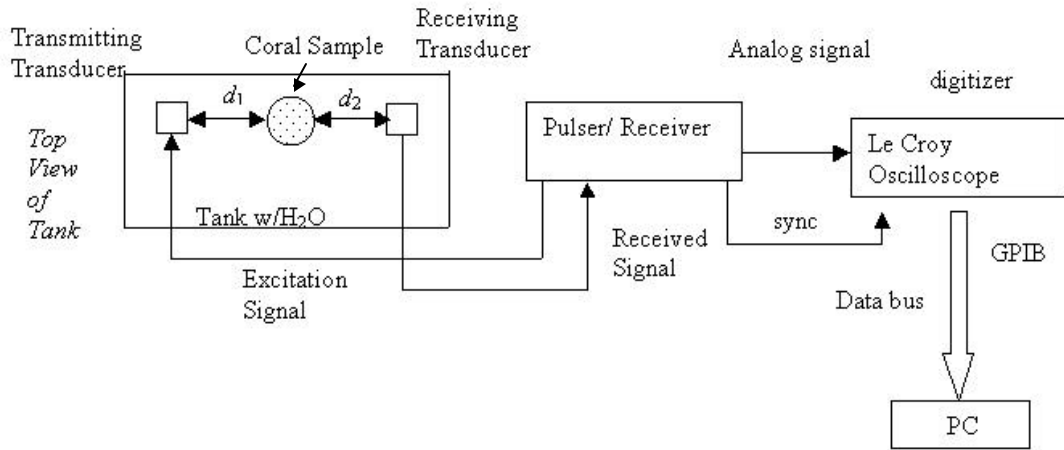 Transmitting
Transducer
Coral Sample
Receiving
Transducer
Analog signal
digitizer
d1
d2
Top
View
of
Tank
Tank w/H2O
Pulser/ Receiver
Le Croy
Oscilloscope
Excitation
Signal
Received
Signal
sync
GPIB
Data bus
PC